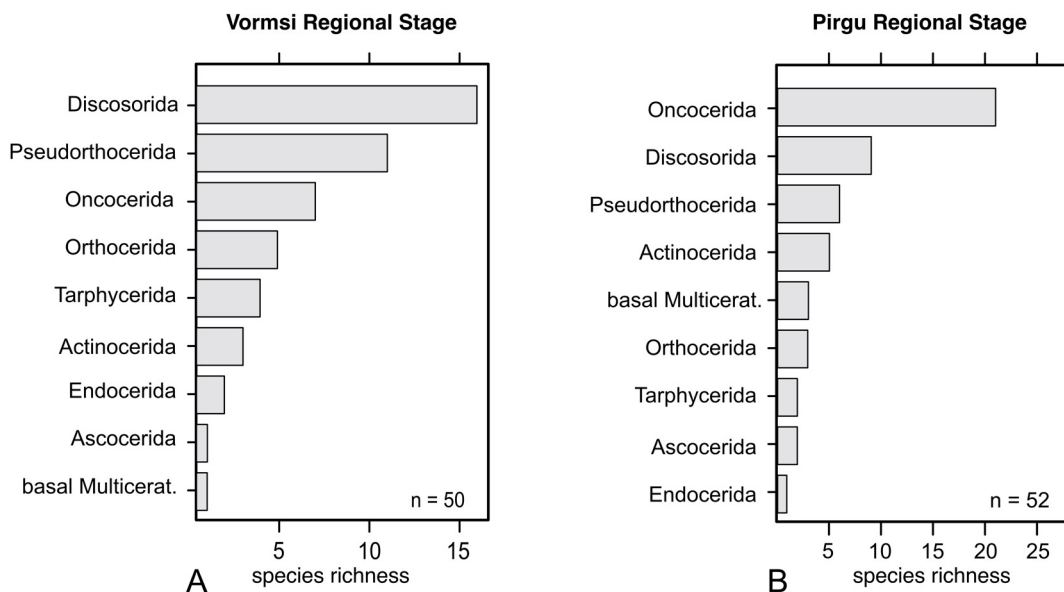 Vormsi Regional Stage
Discosorida
Pseudorthocerida
Oncocerida
Orthocerida
Tarphycerida
Actinocerida
Endocerida
Ascocerida
basal Multicerat.
n = 50
5 10 15
species richness
A
Pirgu Regional Stage
Oncocerida
Discosorida
Pseudorthocerida
Actinocerida
basal Multicerat.
Orthocerida
Tarphycerida
Ascocerida
Endocerida
n = 52
5 10 15 20 25
species richness
B